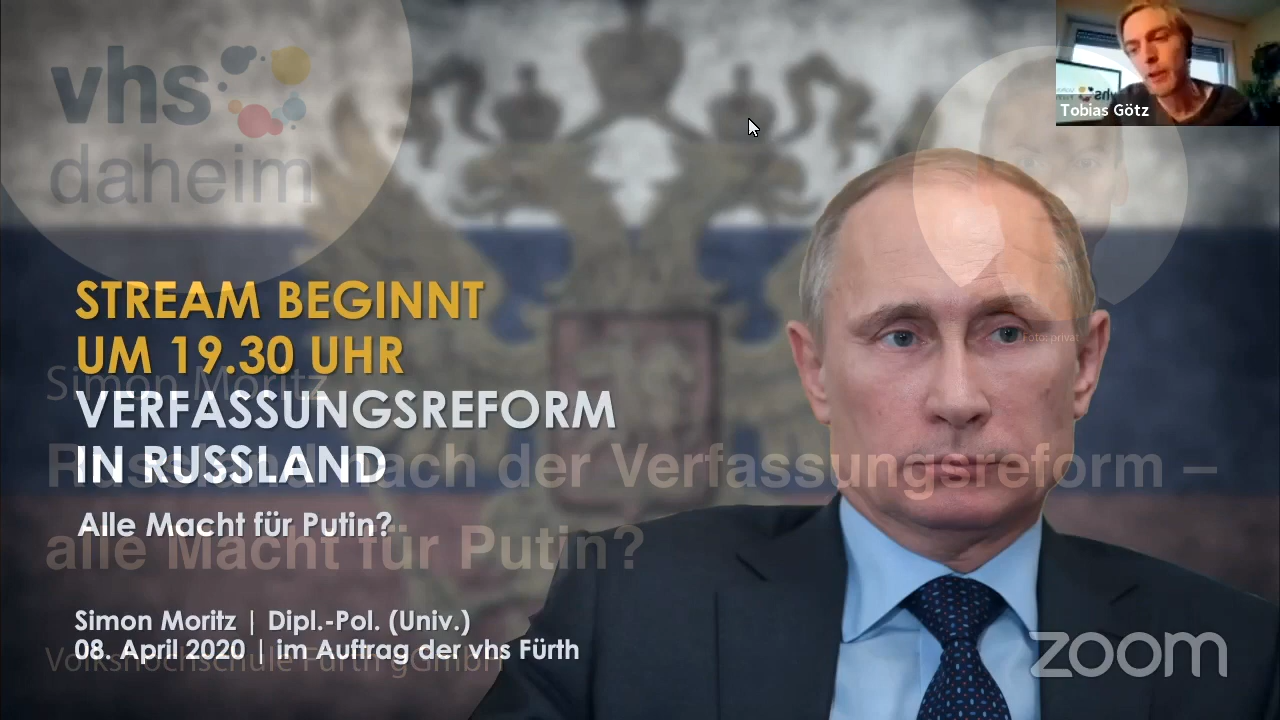 vhs
daheim
Tobias Götz
STREAM BEGINNT
UM 19.30 UHR
Simon Moritz
VERFASSUNGSREFORM
IN RUSSLAND
Foto: privat
Russland nach der Verfassungsreform –
alle Macht für Putin?
Alle Macht für Putin?
Simon Moritz | Dipl.-Pol. (Univ.)
08. April 2020 | im Auftrag der vhs Fürth
Volkshochschule Fürth gGmbH
zoom